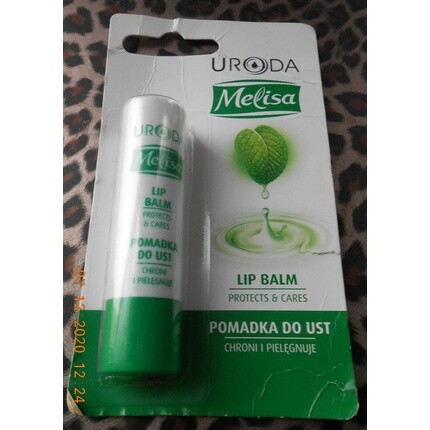 URODA
Melisa
LIP BALM
PROTECTS & CARES
POMADKA DO UST
CHRONI I PIELĘGNUJE
URODA
Melisa
LIP
BALM
PROTECTS
& CARES
POMADKA
DO UST
CHRONI
I PIELĘGNUJE
12 2020 12:24